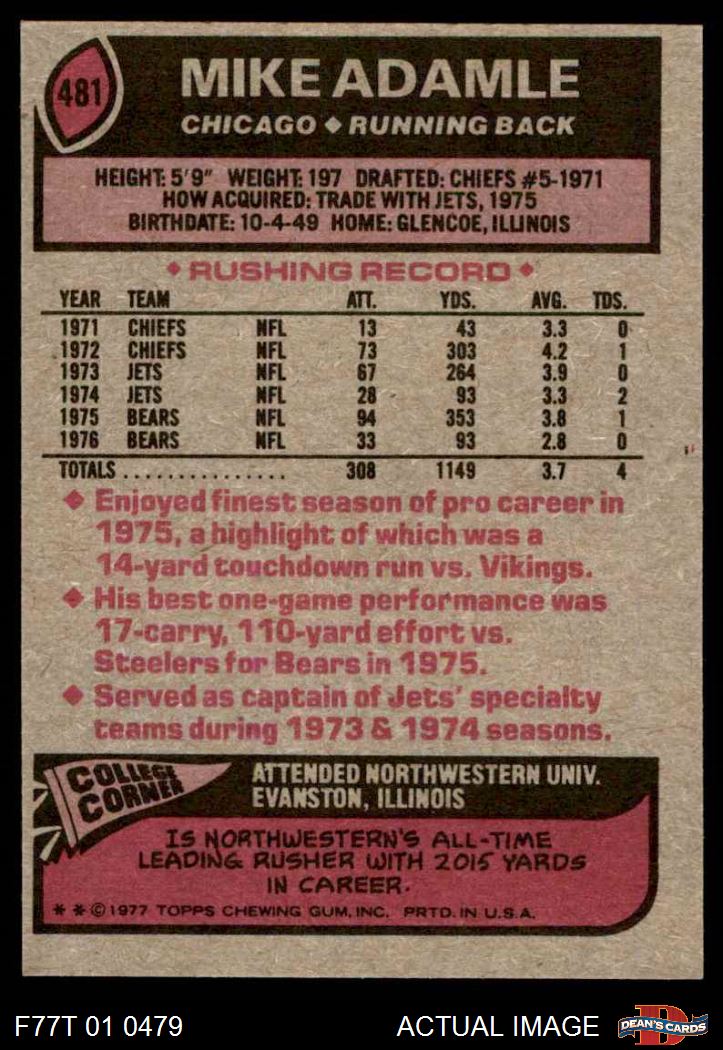 481
MIKE ADAMLE
CHICAGO ◆ RUNNING BACK
HEIGHT: 5'9" WEIGHT: 197 DRAFTED: CHIEFS #5-1971
HOW ACQUIRED: TRADE WITH JETS, 1975
BIRTHDATE: 10-4-49 HOME: GLENCOE, ILLINOIS
◆ RUSHING RECORD ◆
YEAR TEAM ATT. YDS. AVG. TDS.
1971 CHIEFS NFL 13 43 3.3 0
1972 CHIEFS NFL 73 303 4.2 1
1973 JETS NFL 67 264 3.9 0
1974 JETS NFL 28 93 3.3 2
1975 BEARS NFL 94 353 3.8 1
1976 BEARS NFL 33 93 2.8 0
TOTALS ............... 308 1149 3.7 4
◆ Enjoyed finest season of pro career in
1975, a highlight of which was a
14-yard touchdown run vs. Vikings.
◆ His best one-game performance was
17-carry, 110-yard effort vs.
Steelers for Bears in 1975.
◆ Served as captain of Jets' specialty
teams during 1973 & 1974 seasons.
COLLEGE
CORNER
ATTENDED NORTHWESTERN UNIV.
EVANSTON, ILLINOIS
IS NORTHWESTERN'S ALL-TIME
LEADING RUSHER WITH 2015 YARDS
IN CAREER.
* * © 1977 TOPPS CHEWING GUM, INC. PRTD. IN U.S.A.
F77T 01 0479 ACTUAL IMAGE
D
DEAN'S CARDS